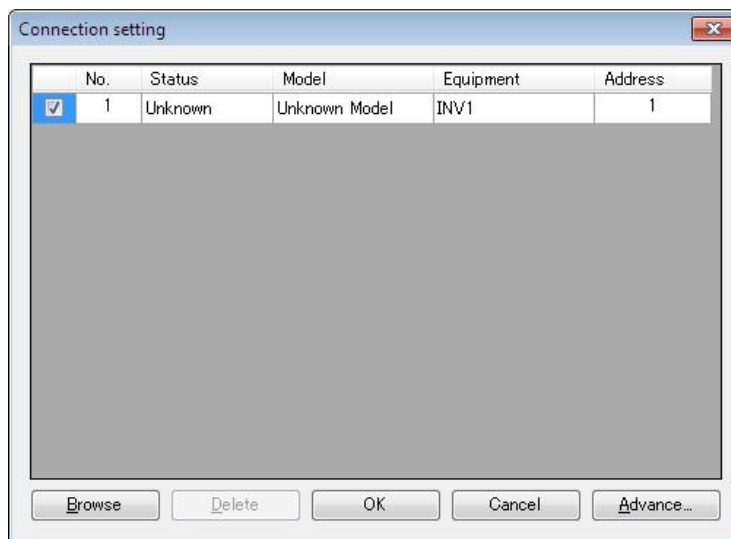 Connection setting
No. Status Model Equipment Address
1 Unknown Unknown Model INV1 1
Browse Delete OK Cancel Advance...